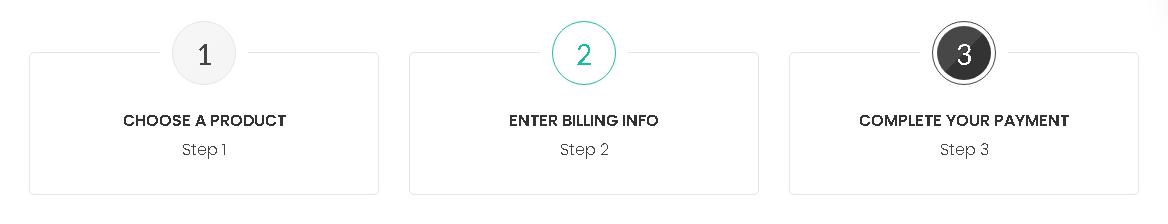 1
CHOOSE A PRODUCT
Step 1
2
ENTER BILLING INFO
Step 2
3
COMPLETE YOUR PAYMENT
Step 3